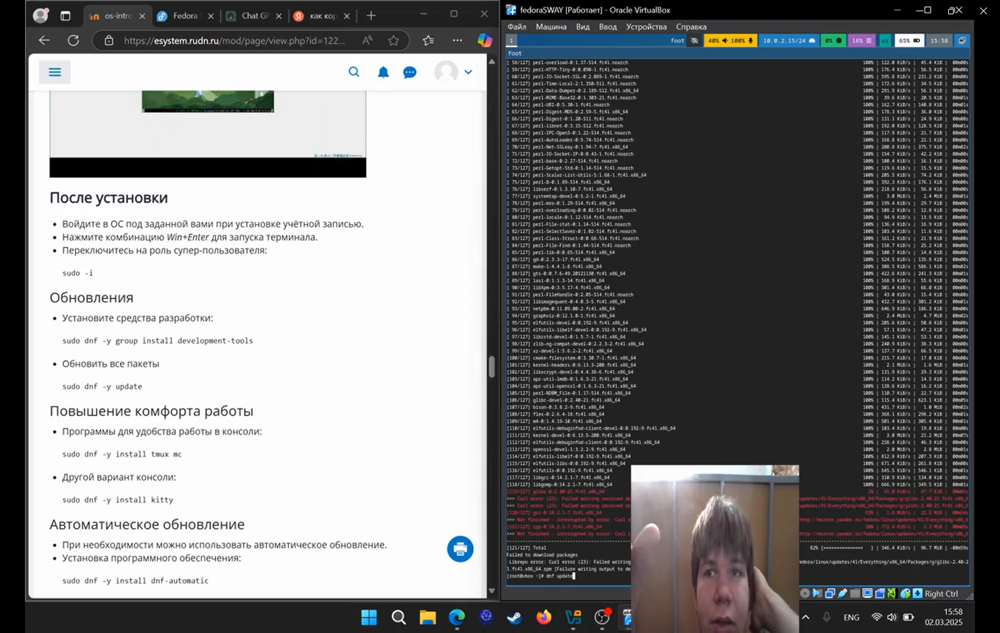 os-intro
Fedora
Chat GP
как кор
https://esystem.rudn.ru/mod/page/view.php?id=122...
После установки
• Войдите в ОС под заданной вами при установке учётной записью.
• Нажмите комбинацию Win+Enter для запуска терминала.
• Переключитесь на роль супер-пользователя:
sudo -i
Обновления
• Установите средства разработки:
sudo dnf -y group install development-tools
• Обновить все пакеты
sudo dnf -y update
Повышение комфорта работы
• Программы для удобства работы в консоли:
sudo dnf -y install tmux mc
• Другой вариант консоли:
sudo dnf -y install kitty
Автоматическое обновление
• При необходимости можно использовать автоматическое обновление.
• Установка программного обеспечения:
sudo dnf -y install dnf-automatic
fedoraSWAY [Работает] - Oracle VirtualBox
Файл Машина Вид Ввод Устройства Справка
1 foot 40% 100% 10.0.2.15/24 0% 16% us 65% 15:58
foot
[ 58/127] perl-overload-0:1.37-514.fc41.noarch 100% | 122.0 KiB/s | 45.4 KiB | 00m00s
[ 59/127] perl-HTTP-Tiny-0:0.090-1.fc41.noarch 100% | 176.4 KiB/s | 56.5 KiB | 00m00s
[ 60/127] perl-IO-Socket-SSL-0:2.089-1.fc41.noarch 100% | 595.8 KiB/s | 231.2 KiB | 00m00s
[ 61/127] perl-Time-Local-2:1.350-511.fc41.noarch 100% | 172.6 KiB/s | 34.5 KiB | 00m00s
[ 62/127] perl-Data-Dumper-0:2.189-512.fc41.x86_64 100% | 291.9 KiB/s | 56.3 KiB | 00m00s
[ 63/127] perl-MIME-Base32-0:1.303-21.fc41.noarch 100% | 39.6 KiB/s | 20.5 KiB | 00m01s
[ 64/127] perl-URI-0:5.30-1.fc41.noarch 100% | 162.7 KiB/s | 140.8 KiB | 00m01s
[ 65/127] perl-Digest-MD5-0:2.59-5.fc41.x86_64 100% | 178.3 KiB/s | 36.0 KiB | 00m00s
[ 66/127] perl-Digest-0:1.20-511.fc41.noarch 100% | 131.1 KiB/s | 24.9 KiB | 00m00s
[ 67/127] perl-libnet-0:3.15-512.fc41.noarch 100% | 192.0 KiB/s | 128.5 KiB | 00m01s
[ 68/127] perl-IPC-Open3-0:1.22-514.fc41.noarch 100% | 117.9 KiB/s | 21.7 KiB | 00m00s
[ 69/127] perl-AutoLoader-0:5.74-514.fc41.noarch 100% | 168.8 KiB/s | 21.1 KiB | 00m00s
[ 70/127] perl-Net-SSLeay-0:1.94-7.fc41.x86_64 100% | 200.8 KiB/s | 375.7 KiB | 00m02s
[ 71/127] perl-IO-Socket-IP-0:0.43-1.fc41.noarch 100% | 154.7 KiB/s | 42.2 KiB | 00m00s
[ 72/127] perl-base-0:2.27-514.fc41.noarch 100% | 100.4 KiB/s | 16.1 KiB | 00m00s
[ 73/127] perl-Getopt-Std-0:1.14-514.fc41.noarch 100% | 119.6 KiB/s | 15.5 KiB | 00m00s
[ 74/127] perl-Scalar-List-Utils-5:1.68-1.fc41.x86_64 100% | 205.5 KiB/s | 74.2 KiB | 00m00s
[ 75/127] perl-B-0:1.89-514.fc41.x86_64 100% | 392.3 KiB/s | 176.1 KiB | 00m00s
[ 76/127] libserf-0:1.3.10-7.fc41.x86_64 100% | 218.6 KiB/s | 56.8 KiB | 00m00s
[ 77/127] systemtap-devel-0:5.2-1.fc41.x86_64 100% | 3.0 MiB/s | 2.4 MiB | 00m01s
[ 78/127] perl-mro-0:1.29-514.fc41.x86_64 100% | 199.4 KiB/s | 29.7 KiB | 00m00s
[ 79/127] perl-overloading-0:0.02-514.fc41.noarch 100% | 108.2 KiB/s | 12.8 KiB | 00m00s
[ 80/127] perl-locale-0:1.12-514.fc41.noarch 100% | 94.9 KiB/s | 13.5 KiB | 00m00s
[ 81/127] perl-File-stat-0:1.14-514.fc41.noarch 100% | 136.4 KiB/s | 16.9 KiB | 00m00s
[ 82/127] perl-SelectSaver-0:1.02-514.fc41.noarch 100% | 103.4 KiB/s | 11.6 KiB | 00m00s
[ 83/127] perl-Class-Struct-0:0.68-514.fc41.noarch 100% | 161.2 KiB/s | 21.9 KiB | 00m00s
[ 84/127] perl-File-Find-0:1.44-514.fc41.noarch 100% | 158.7 KiB/s | 25.2 KiB | 00m00s
[ 85/127] perl-lib-0:0.65-514.fc41.x86_64 100% | 100.7 KiB/s | 14.8 KiB | 00m00s
[ 86/127] gd-0:2.3.3-17.fc41.x86_64 100% | 524.5 KiB/s | 135.8 KiB | 00m00s
[ 87/127] make-1:4.4.1-8.fc41.x86_64 100% | 308.5 KiB/s | 586.1 KiB | 00m02s
[ 88/127] gts-0:0.7.6-49.20121130.fc41.x86_64 100% | 422.6 KiB/s | 241.3 KiB | 00m01s
[ 89/127] lasi-0:1.1.3-14.fc41.x86_64 100% | 168.9 KiB/s | 55.6 KiB | 00m00s
[ 90/127] libXpm-0:3.5.17-4.fc41.x86_64 100% | 301.4 KiB/s | 66.0 KiB | 00m00s
[ 91/127] perl-FileHandle-0:2.05-514.fc41.noarch 100% | 43.0 KiB/s | 15.4 KiB | 00m00s
[ 92/127] libimagequant-0:4.0.3-5.fc41.x86_64 100% | 432.7 KiB/s | 301.2 KiB | 00m01s
[ 93/127] netpbm-0:11.09.00-2.fc41.x86_64 100% | 646.9 KiB/s | 186.3 KiB | 00m00s
[ 94/127] graphviz-0:12.1.0-1.fc41.x86_64 100% | 2.4 MiB/s | 4.7 MiB | 00m02s
[ 95/127] elfutils-devel-0:0.192-9.fc41.x86_64 100% | 205.6 KiB/s | 50.8 KiB | 00m00s
[ 96/127] elfutils-libelf-devel-0:0.192-9.fc41.x86_64 100% | 57.1 KiB/s | 47.2 KiB | 00m01s
[ 97/127] libzstd-devel-0:1.5.7-1.fc41.x86_64 100% | 145.1 KiB/s | 53.1 KiB | 00m00s
[ 98/127] zlib-ng-compat-devel-0:2.2.3-2.fc41.x86_64 100% | 240.9 KiB/s | 38.3 KiB | 00m00s
[ 99/127] xz-devel-1:5.6.2-2.fc41.x86_64 100% | 137.7 KiB/s | 66.5 KiB | 00m00s
[100/127] cmake-filesystem-0:3.30.7-1.fc41.x86_64 100% | 215.7 KiB/s | 17.0 KiB | 00m00s
[101/127] kernel-headers-0:6.13.3-200.fc41.x86_64 100% | 2.1 MiB/s | 1.6 MiB | 00m01s
[102/127] libxcrypt-devel-0:4.4.38-6.fc41.x86_64 100% | 131.9 KiB/s | 29.3 KiB | 00m00s
[103/127] apr-util-lmdb-0:1.6.3-21.fc41.x86_64 100% | 114.2 KiB/s | 14.5 KiB | 00m00s
[104/127] apr-util-openssl-0:1.6.3-21.fc41.x86_64 100% | 138.6 KiB/s | 16.2 KiB | 00m00s
[105/127] perl-NDBM_File-0:1.17-514.fc41.x86_64 100% | 110.7 KiB/s | 22.7 KiB | 00m00s
[106/127] glibc-devel-0:2.40-21.fc41.x86_64 100% | 115.4 KiB/s | 623.1 KiB | 00m05s
[107/127] bison-0:3.8.2-9.fc41.x86_64 100% | 431.7 KiB/s | 1.0 MiB | 00m02s
[108/127] flex-0:2.6.4-18.fc41.x86_64 100% | 368.1 KiB/s | 298.2 KiB | 00m01s
[109/127] m4-0:1.4.19-10.fc41.x86_64 100% | 501.4 KiB/s | 305.4 KiB | 00m01s
[110/127] elfutils-debuginfod-client-devel-0:0.192-9.fc41.x86_64 100% | 103.4 KiB/s | 19.8 KiB | 00m00s
[111/127] kernel-devel-0:6.13.5-200.fc41.x86_64 100% | 3.0 MiB/s | 21.2 MiB | 00m07s
[112/127] elfutils-debuginfod-client-0:0.192-9.fc41.x86_64 100% | 238.4 KiB/s | 46.3 KiB | 00m00s
[113/127] openssl-devel-1:3.2.2-9.fc41.x86_64 100% | 2.0 MiB/s | 2.8 MiB | 00m01s
[114/127] elfutils-libelf-0:0.192-9.fc41.x86_64 100% | 812.8 KiB/s | 207.3 KiB | 00m00s
[115/127] elfutils-libs-0:0.192-9.fc41.x86_64 100% | 671.4 KiB/s | 261.8 KiB | 00m00s
[116/127] elfutils-0:0.192-9.fc41.x86_64 100% | 645.5 KiB/s | 546.1 KiB | 00m01s
[117/127] libgcc-0:14.2.1-7.fc41.x86_64 100% | 310.9 KiB/s | 134.0 KiB | 00m00s
[118/127] libgomp-0:14.2.1-7.fc41.x86_64 100% | 666.9 KiB/s | 349.5 KiB | 00m01s
[119/127] glibc-0:2.40-21.fc41.x86_64 2% | 41.0 KiB/s | 47.7 KiB | 00m01s
>>> Curl error (23): Failed writing received da updates/41/Everything/x86_64/Packages/g/glibc-2.40-21.fc41.x86_6
>>> Curl error (23): Failed writing received da updates/41/Everything/x86_64/Packages/g/glibc-2.40-21.fc41.x86_6
[120/127] gcc-0:14.2.1-7.fc41.x86_64 63% | 1.6 MiB/s | 22.8 MiB | 00m14s
>>> Not finished - interrupted by error: Curl e http://mirror.yandex.ru/fedora/linux/updates/41/Everything/x86_6
[121/127] cpp-0:14.2.1-7.fc41.x86_64 20% | 772.4 KiB/s | 2.3 MiB | 00m03s
>>> Not finished - interrupted by error: Curl e http://mirror.yandex.ru/fedora/linux/updates/41/Everything/x86_6
[121/127] Total 82% [=============== ] | 346.4 KiB/s | 96.7 MiB | -00m59s
Failed to download packages
Librepo error: Curl error (23): Failed writing edora/linux/updates/41/Everything/x86_64/Packages/g/glibc-2.40-2
1.fc41.x86_64.rpm [Failure writing output to de
[root@vbox ~]# dnf update
Right Ctrl
ENG
15:58
02.03.2025